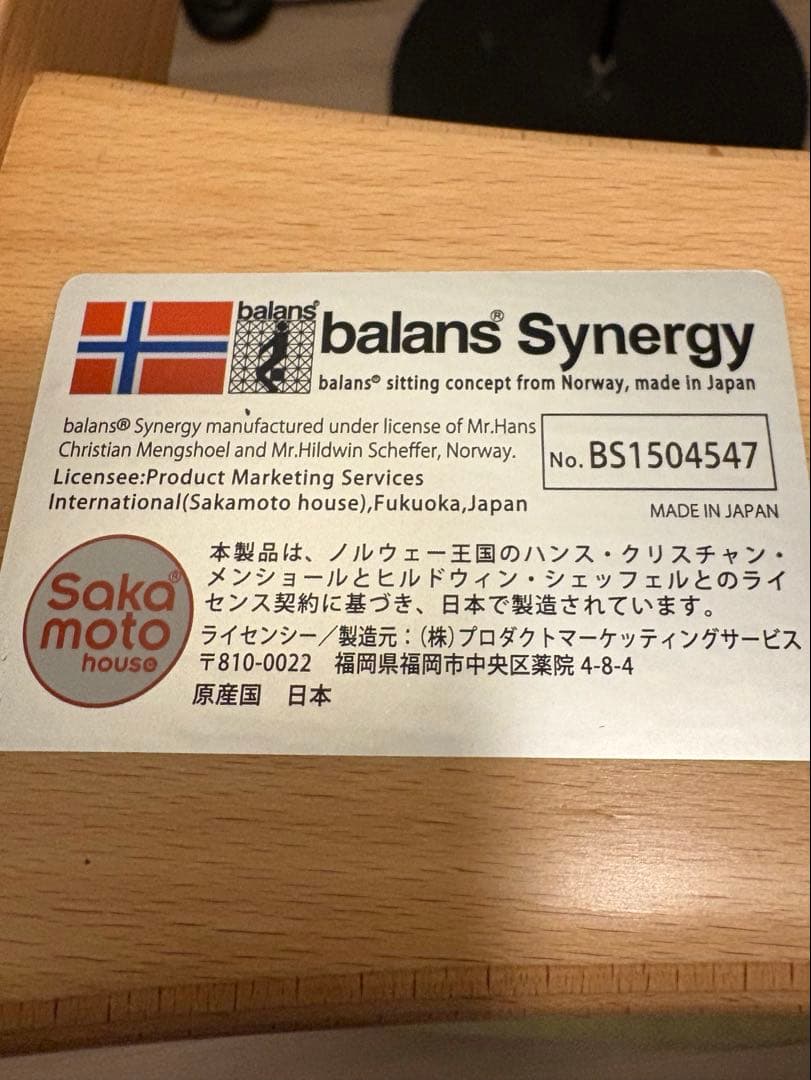 balans®
balans® Synergy
balans® sitting concept from Norway, made in Japan
balans® Synergy manufactured under license of Mr.Hans
Christian Mengshoel and Mr.Hildwin Scheffer, Norway.
No. BS1504547
Licensee:Product Marketing Services
International(Sakamoto house),Fukuoka,Japan
MADE IN JAPAN
Saka®
moto
house
本製品は、ノルウェー王国のハンス・クリスチャン・
メンショールとヒルドウィン・シェッフェルとのライ
センス契約に基づき、日本で製造されています。
ライセンシー／製造元：(株)プロダクトマーケッティングサービス
〒810-0022　福岡県福岡市中央区薬院 4-8-4
原産国　日本